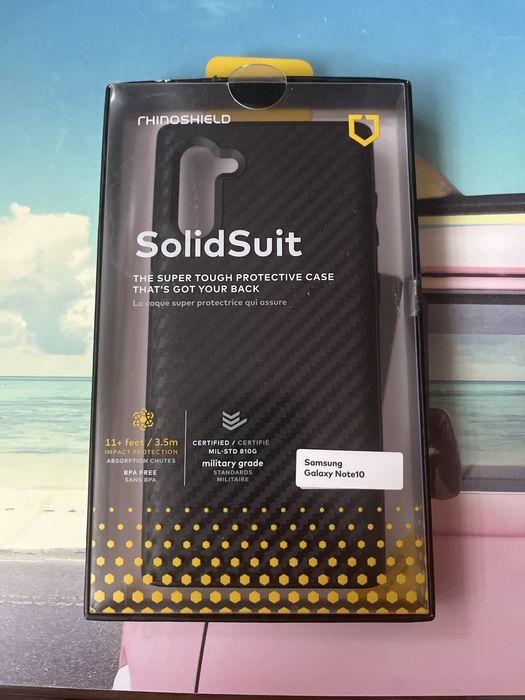 RHINOSHIELD
SolidSuit
THE SUPER TOUGH PROTECTIVE CASE
THAT'S GOT YOUR BACK
La coque super protectrice qui assure
11+ feet / 3.5m
IMPACT PROTECTION
ABSORPTION CHUTES
BPA FREE
SANS BPA
CERTIFIED / CERTIFIÉ
MIL-STD 810G
military grade
STANDARDS
MILITAIRE
Samsung
Galaxy Note10